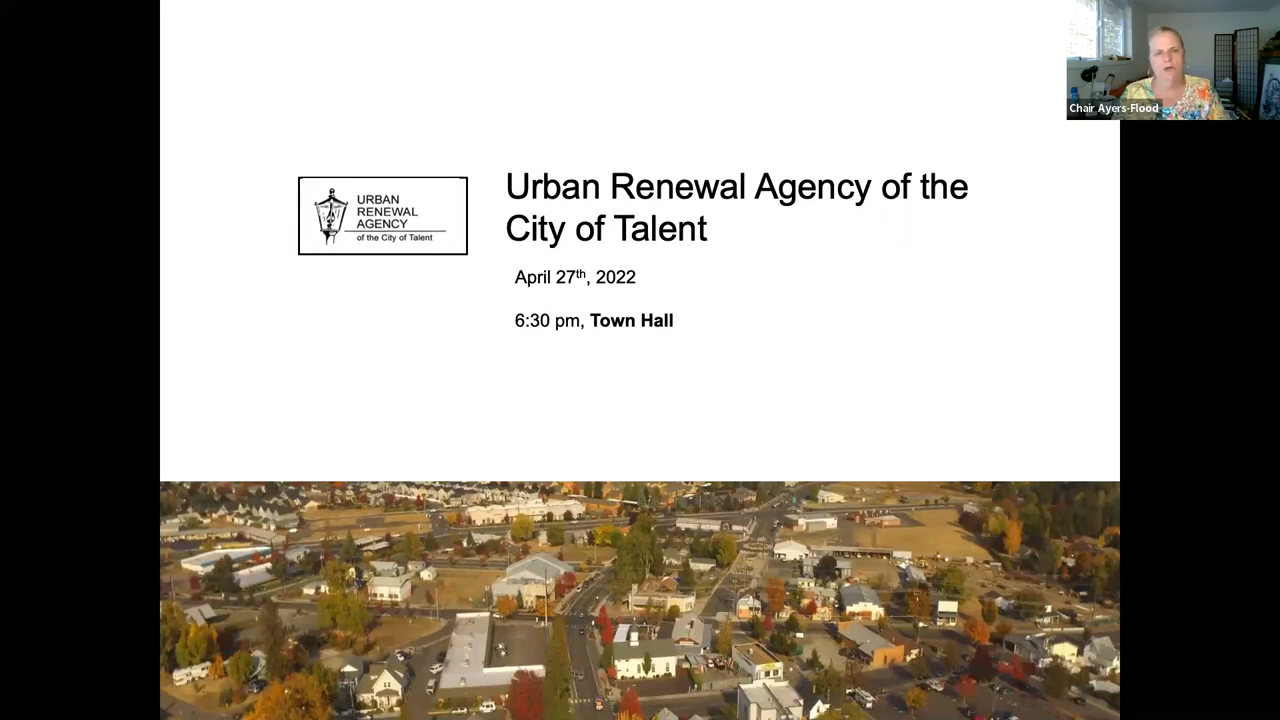 Chair Ayers-Flood
URBAN
RENEWAL
AGENCY
of the City of Talent
Urban Renewal Agency of the
City of Talent
April 27th, 2022
6:30 pm, Town Hall